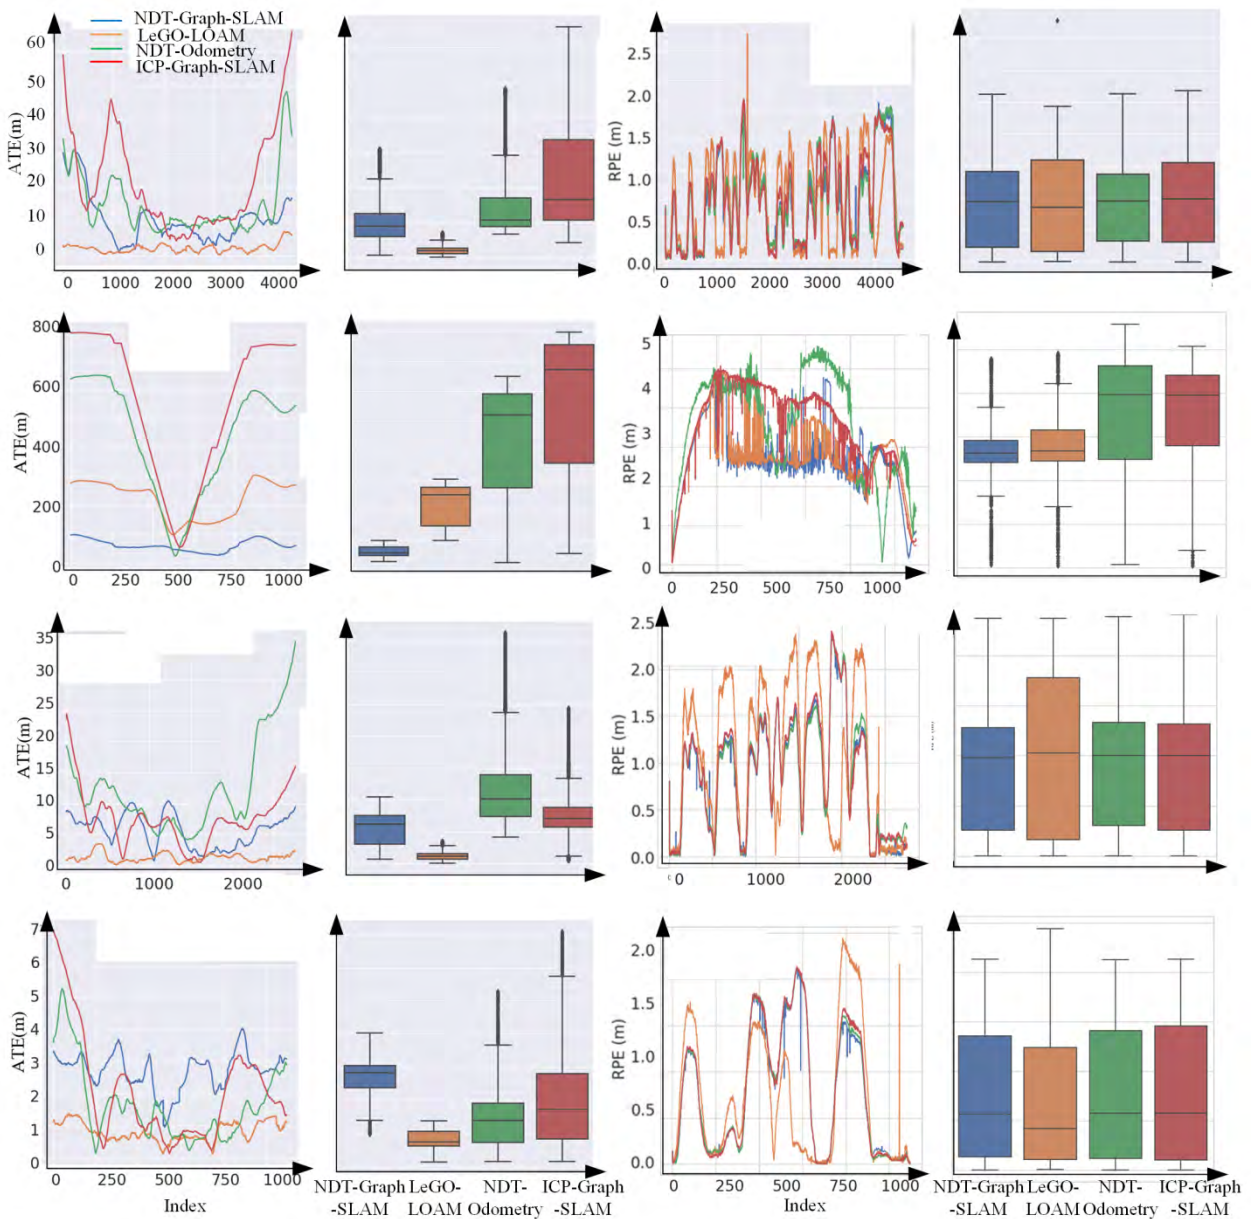 NDT-Graph-SLAM
LeGO-LOAM
NDT-Odometry
ICP-Graph-SLAM
ATE(m)
60
50
40
30
20
10
0
0 1000 2000 3000 4000
RPE (m)
2.5
2.0
1.5
1.0
0.5
0.0
0 1000 2000 3000 4000
ATE(m)
800
600
400
200
0
0 250 500 750 1000
RPE (m)
5
4
3
2
1
0
0 250 500 750 1000
ATE(m)
35
30
25
20
15
10
5
0
0 1000 2000
RPE (m)
2.5
2.0
1.5
1.0
0.5
0.0
0 1000 2000
ATE(m)
7
6
5
4
3
2
1
0
0 250 500 750 1000
Index
NDT-Graph LeGO- NDT- ICP-Graph
-SLAM LOAM Odometry -SLAM
RPE (m)
2.0
1.5
1.0
0.5
0.0
0 250 500 750 1000
Index
NDT-Graph LeGO- NDT- ICP-Graph
-SLAM LOAM Odometry -SLAM